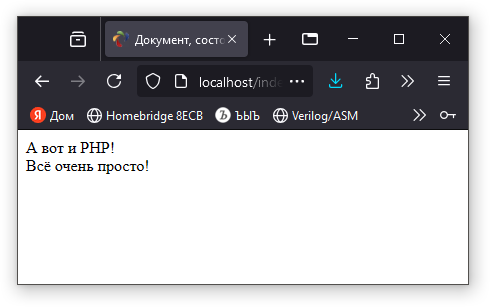 Документ, состо
localhost/inde
Я Дом
Homebridge 8ECB
Ъ ЪЫЪ
Verilog/ASM
А вот и PHP!
Всё очень просто!